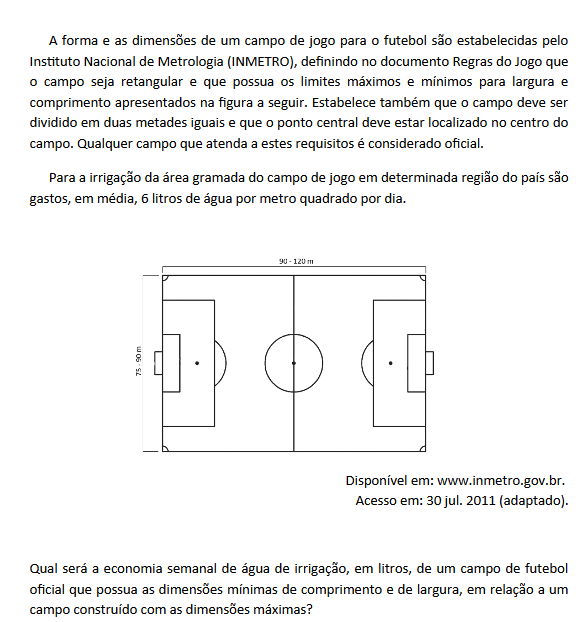 A forma e as dimensões de um campo de jogo para o futebol são estabelecidas pelo
Instituto Nacional de Metrologia (INMETRO), definindo no documento Regras do Jogo que
o campo seja retangular e que possua os limites máximos e mínimos para largura e
comprimento apresentados na figura a seguir. Estabelece também que o campo deve ser
dividido em duas metades iguais e que o ponto central deve estar localizado no centro do
campo. Qualquer campo que atenda a estes requisitos é considerado oficial.
Para a irrigação da área gramada do campo de jogo em determinada região do país são
gastos, em média, 6 litros de água por metro quadrado por dia.
90 - 120 m
75 - 90 m
Disponível em: www.inmetro.gov.br.
Acesso em: 30 jul. 2011 (adaptado).
Qual será a economia semanal de água de irrigação, em litros, de um campo de futebol
oficial que possua as dimensões mínimas de comprimento e de largura, em relação a um
campo construído com as dimensões máximas?